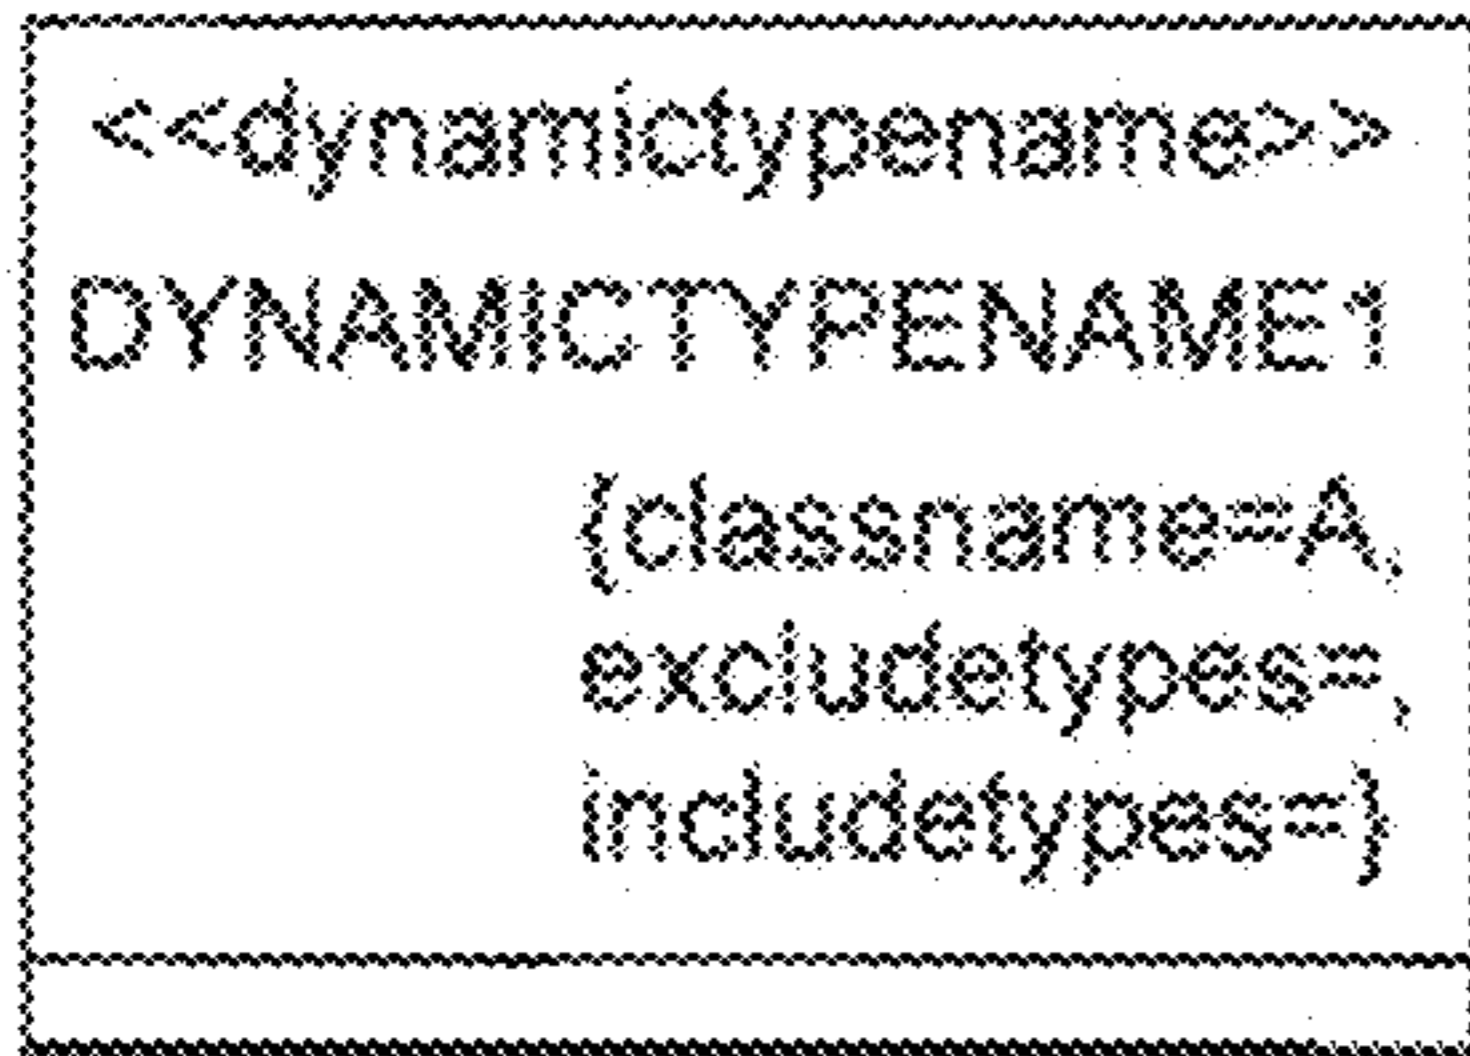 <<dynamictypename>>
DYNAMICTYPENAME1
{classname=A,
excludetypes=,
includetypes=}